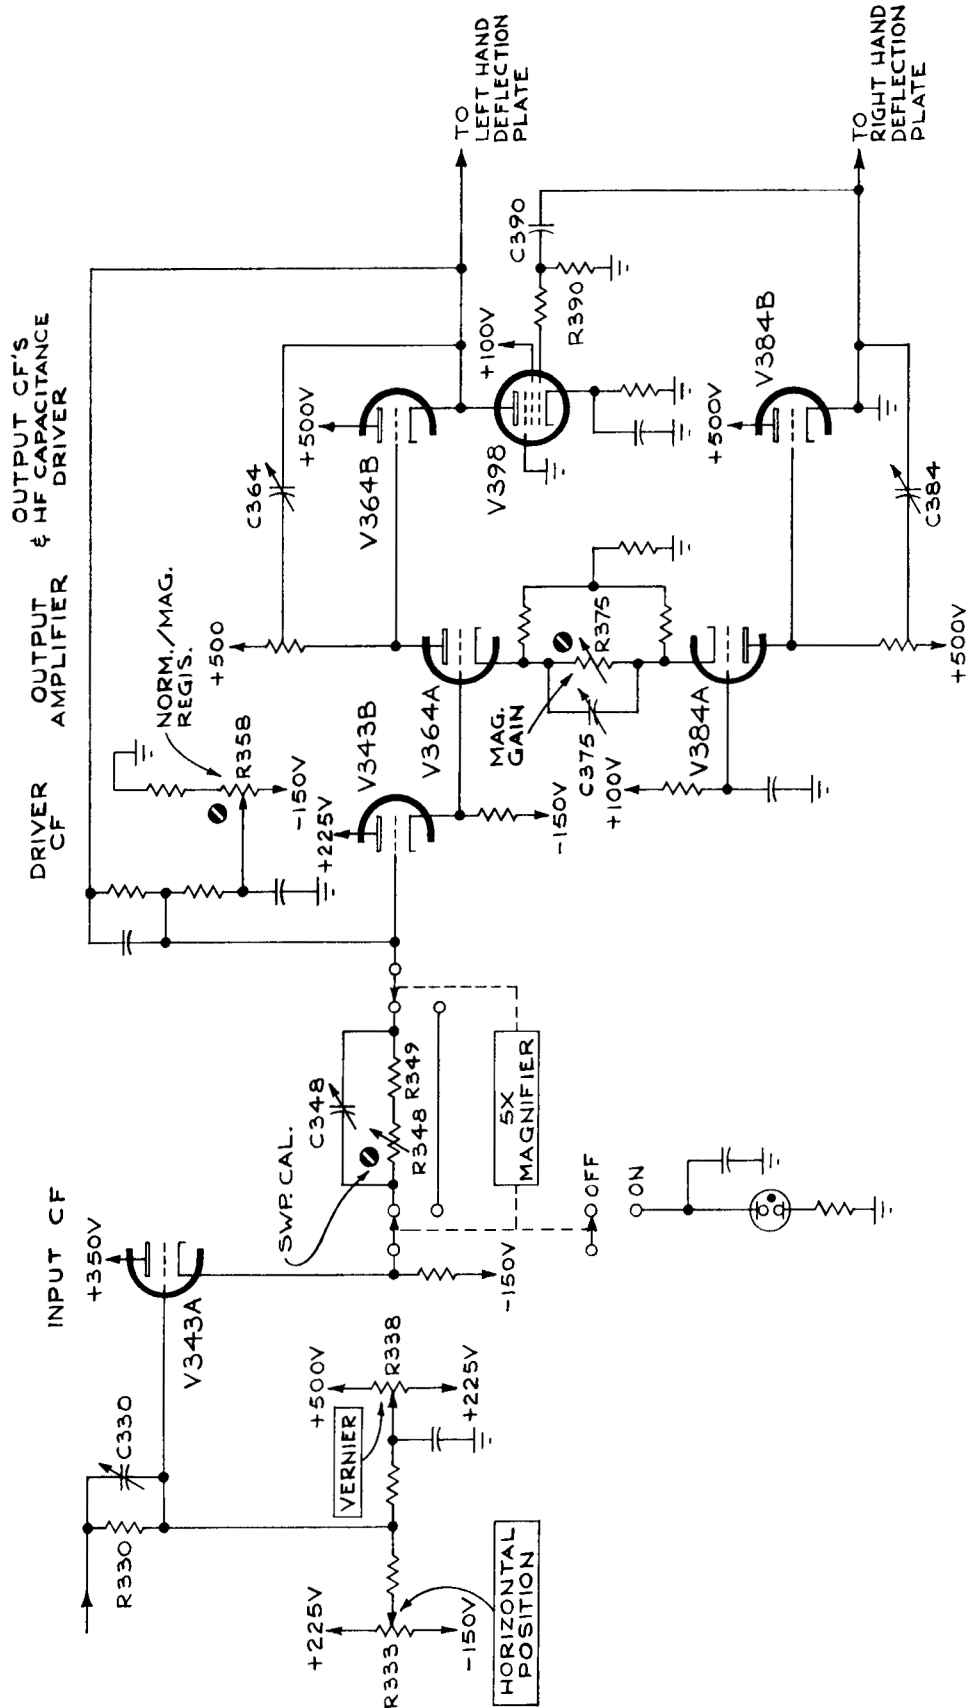 INPUT CF
DRIVER
CF
OUTPUT
AMPLIFIER
OUTPUT CF'S
& HF CAPACITANCE
DRIVER
R330
C330
+350V
V343A
+225V
R333
-150V
HORIZONTAL
POSITION
+500V
VERNIER
R338
+225V
SWP. CAL.
C348
R348
R349
-150V
5X
MAGNIFIER
OFF
ON
NORM./MAG.
REGIS.
R358
-150V
+225V
V343B
-150V
+500
C364
V364A
MAG.
GAIN
R375
C375
+100V
V384A
+500V
+500V
V364B
+100V
V398
C390
R390
+500V
V384B
C384
TO
LEFT HAND
DEFLECTION
PLATE
TO
RIGHT HAND
DEFLECTION
PLATE